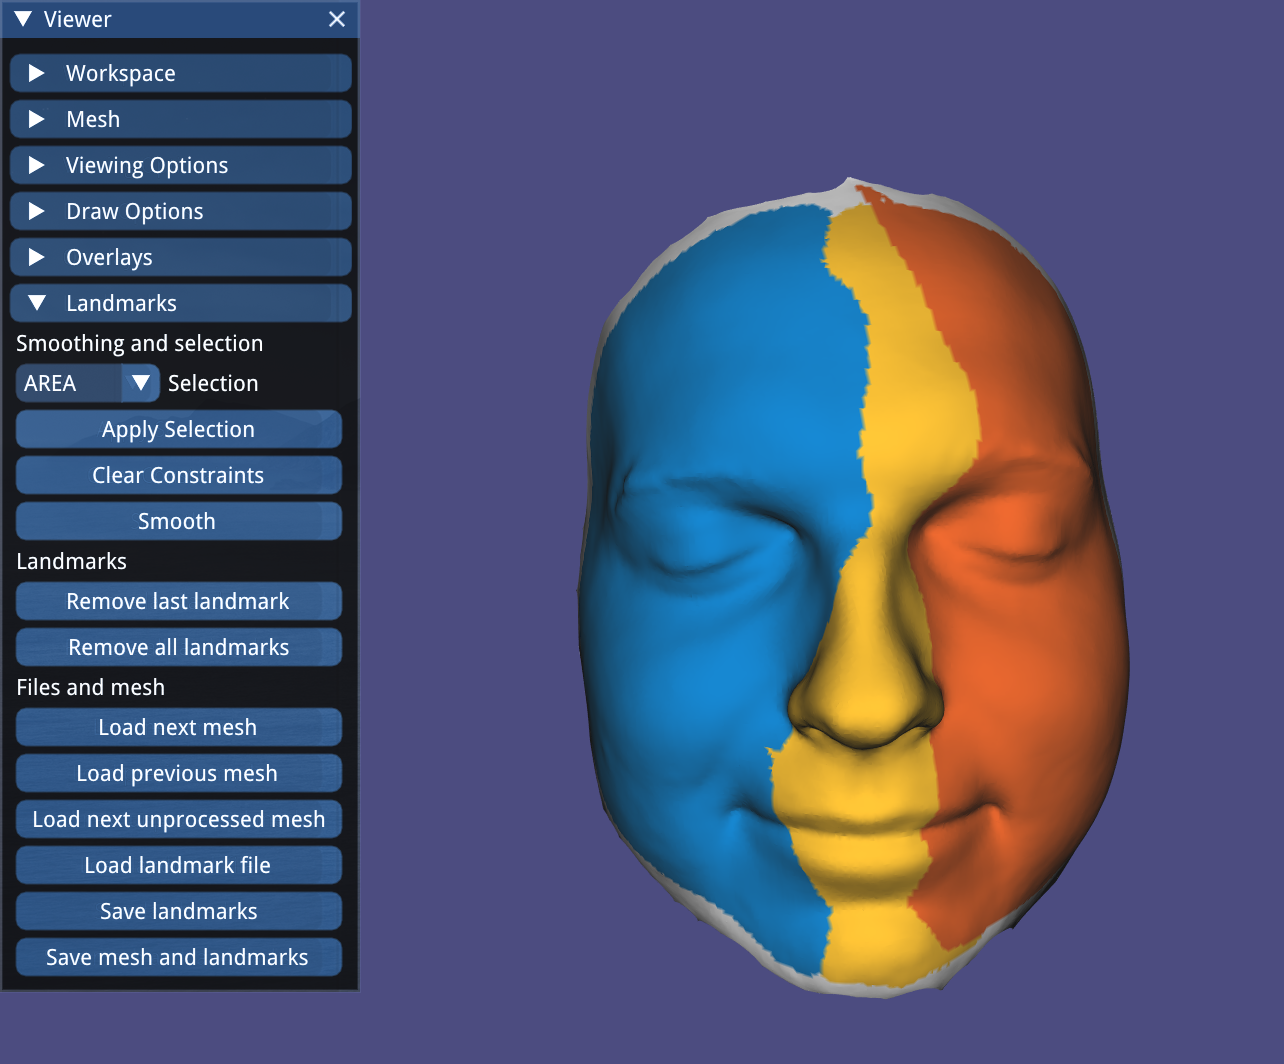 Viewer
Workspace
Mesh
Viewing Options
Draw Options
Overlays
Landmarks
Smoothing and selection
AREA Selection
Apply Selection
Clear Constraints
Smooth
Landmarks
Remove last landmark
Remove all landmarks
Files and mesh
Load next mesh
Load previous mesh
Load next unprocessed mesh
Load landmark file
Save landmarks
Save mesh and landmarks